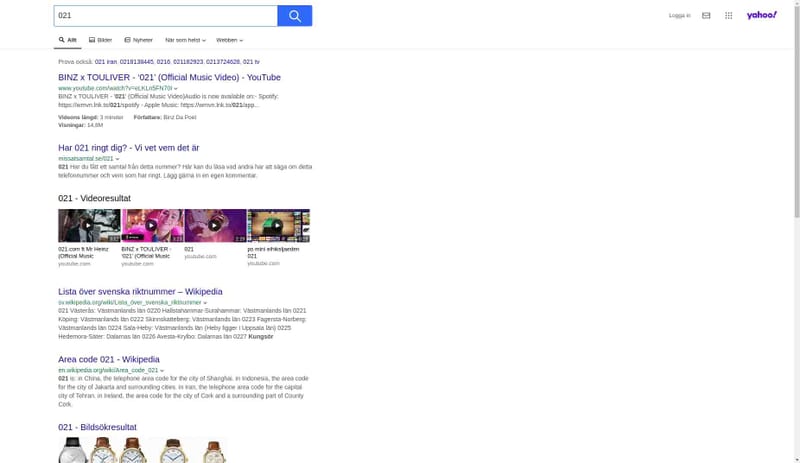 021
Logga in
yahoo!
Allt
Bilder
Nyheter
När som helst
Webben
Prova också: 021 iran, 0218138445, 0216, 021182923, 0213724628, 021 tv
BINZ x TOULIVER - '021' (Official Music Video) - YouTube
BINZ x TOULIVER - '021' (Official Music Video)Audio is now available on:- Spotify:
https://wmvn.lnk.to/021/spotify - Apple Music: https://wmvn.lnk.to/021/app...
Videons längd: 3 minuter Författare: Binz Da Poet
Visningar: 14,6M
Har 021 ringt dig? - Vi vet vem det är
missatsamtal.se/021
021 Har du fått ett samtal från detta nummer? Här kan du läsa vad andra har att säga om detta
telefonnummer och vem som har ringt. Lägg gärna in en egen kommentar.
021 - Videoresultat
021 com ft Mr Heinz
(Official Music
youtube.com
BINZ x TOULIVER -
'021' (Official Music
youtube.com
021
youtube.com
021
youtube.com
Lista över svenska riktnummer – Wikipedia
sv.wikipedia.org/wiki/Lista_över_svenska_riktnummer
021 Västerås: Västmanlands län 0220 Hallstahammar-Surahammar: Västmanlands län 0221
Köping: Västmanlands län 0222 Skinnskatteberg: Västmanlands län 0223 Fagersta-Norberg:
Västmanlands län 0224 Sala-Heby: Västmanlands län (Heby ligger i Uppsala län) 0225
Hedemora-Säter: Dalarnas län 0226 Avesta-Krylbo: Dalarnas län 0227 Kungsör
Area code 021 - Wikipedia
en.wikipedia.org/wiki/Area_code_021
021 is: in China, the telephone area code for the city of Shanghai. in Indonesia, the area code
for the city of Jakarta and surrounding cities. in Iran, the telephone area code for the capital
city of Tehran. in Ireland, the area code for the city of Cork and a surrounding part of County
Cork.
021 - Bildsökresultat